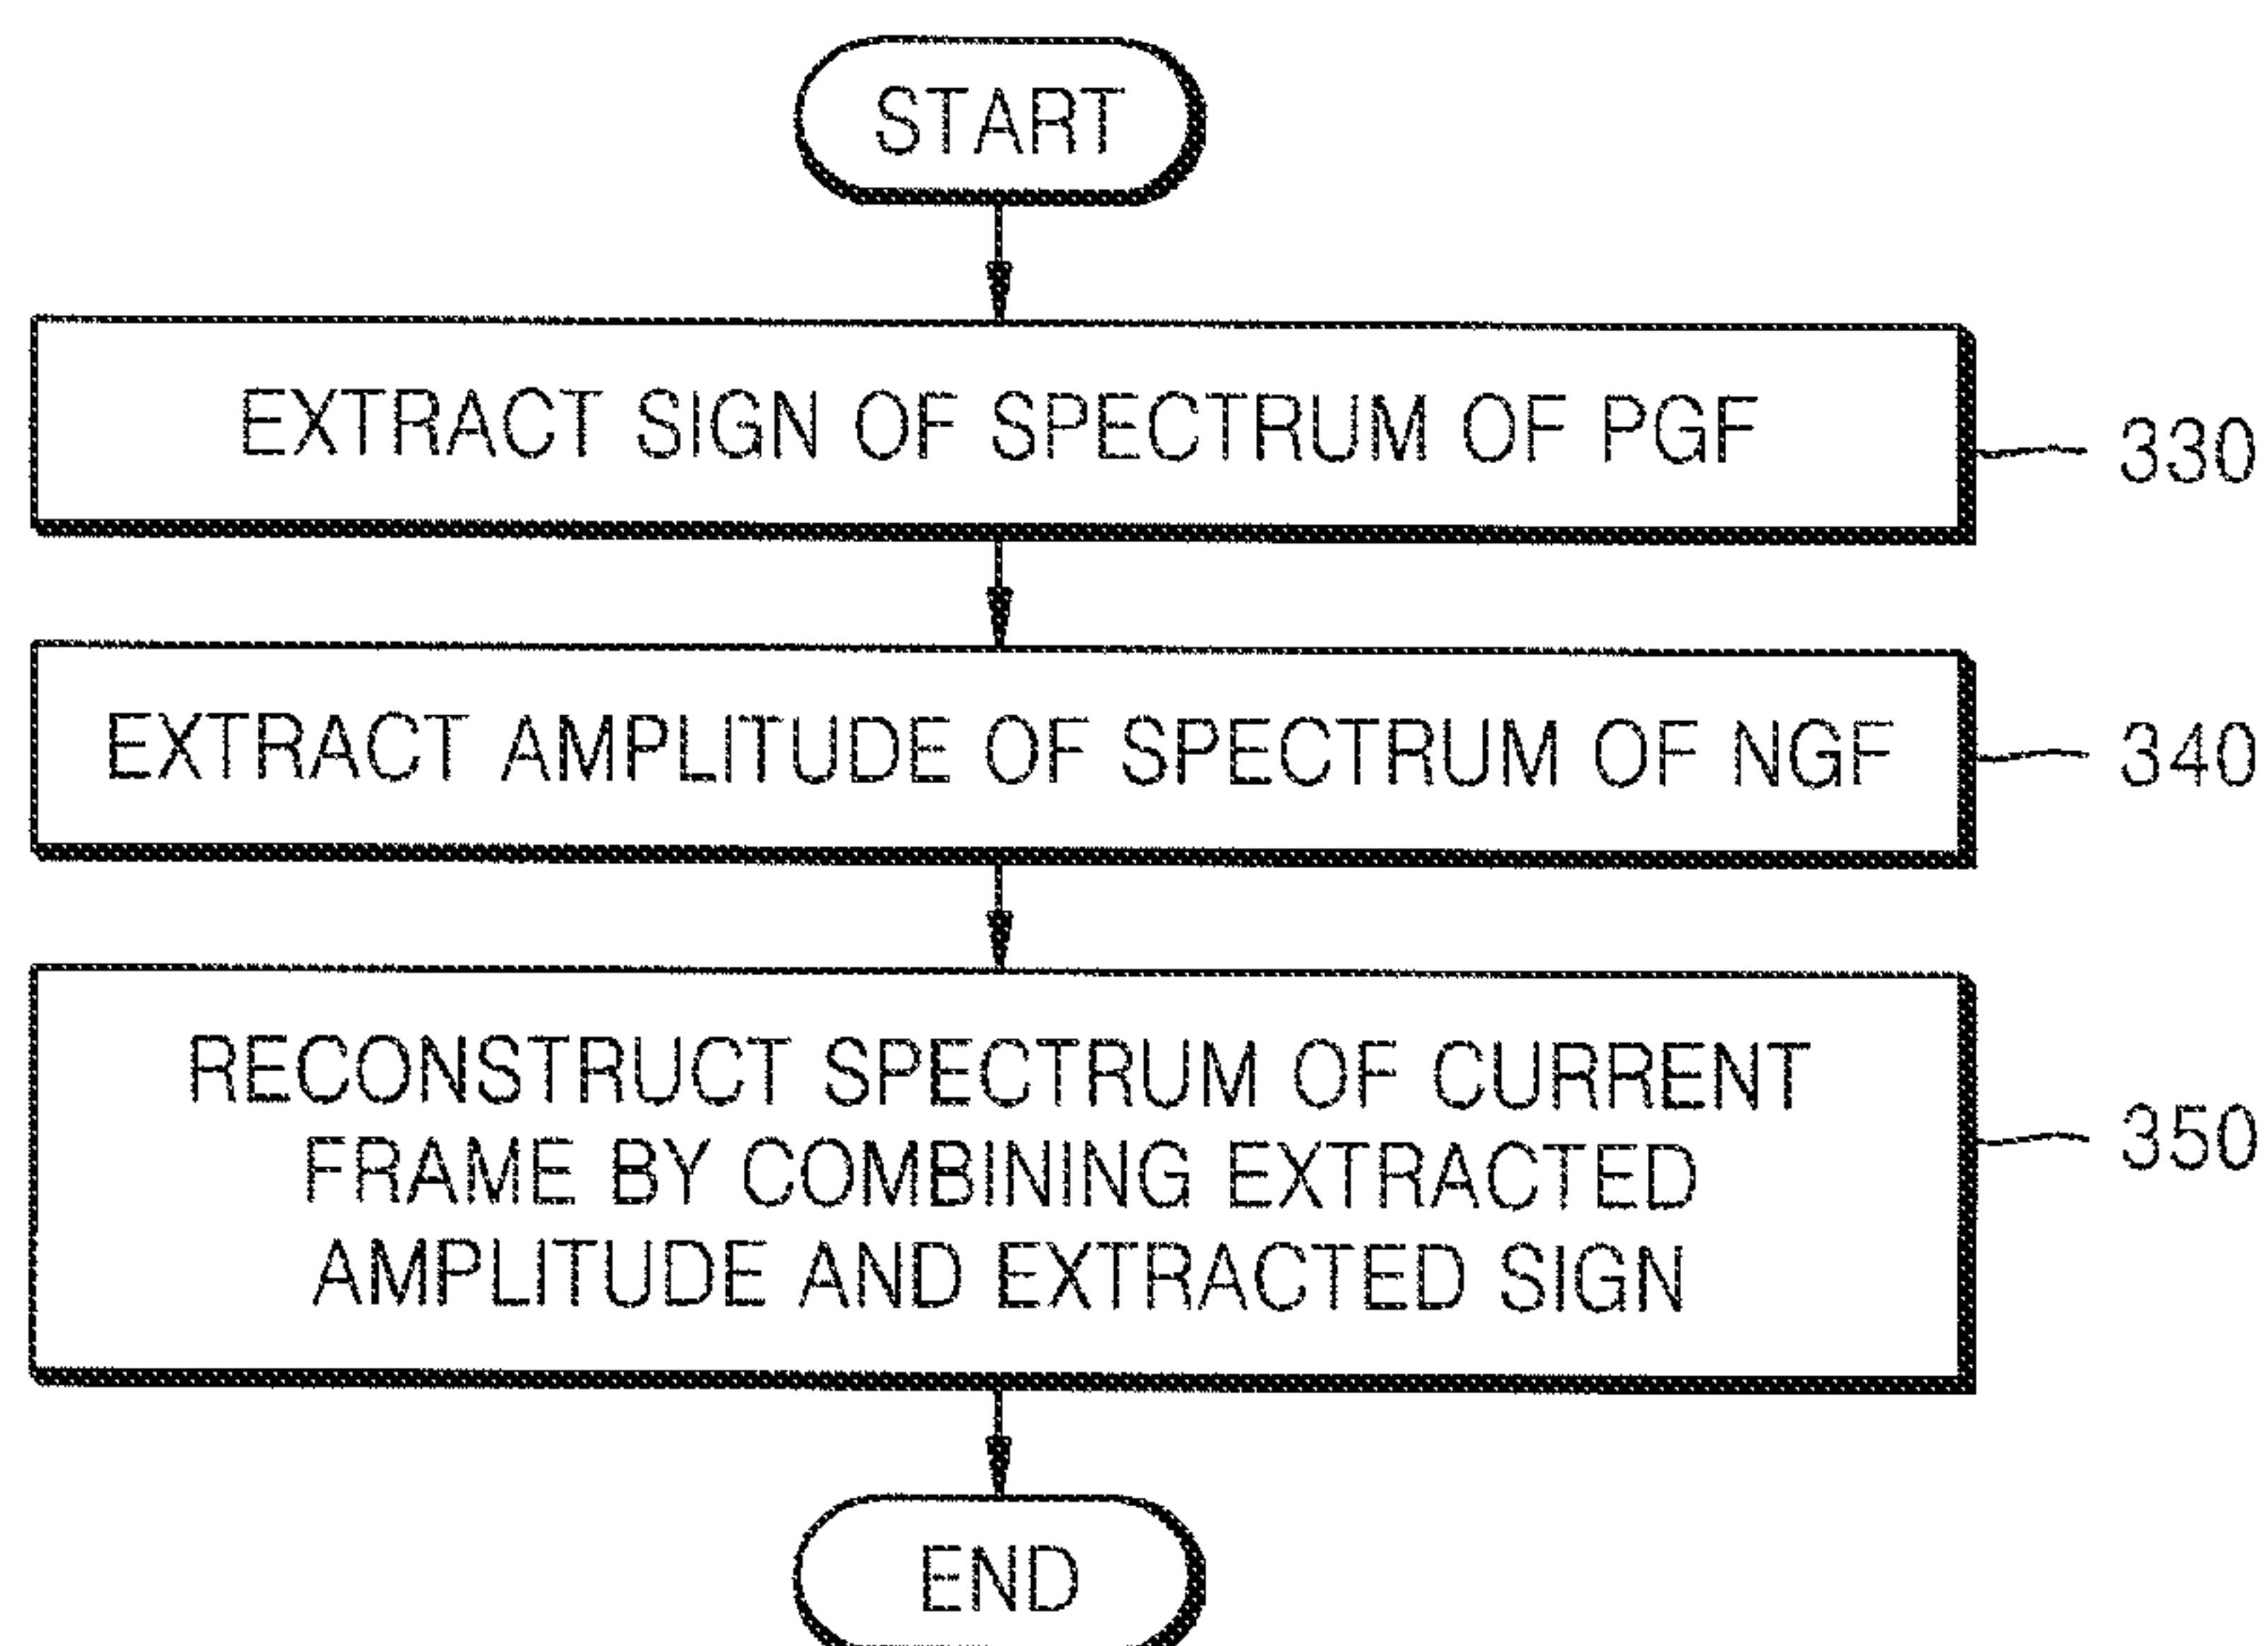 START
EXTRACT SIGN OF SPECTRUM OF PGF
330
EXTRACT AMPLITUDE OF SPECTRUM OF NGF
340
RECONSTRUCT SPECTRUM OF CURRENT
FRAME BY COMBINING EXTRACTED
AMPLITUDE AND EXTRACTED SIGN
350
END